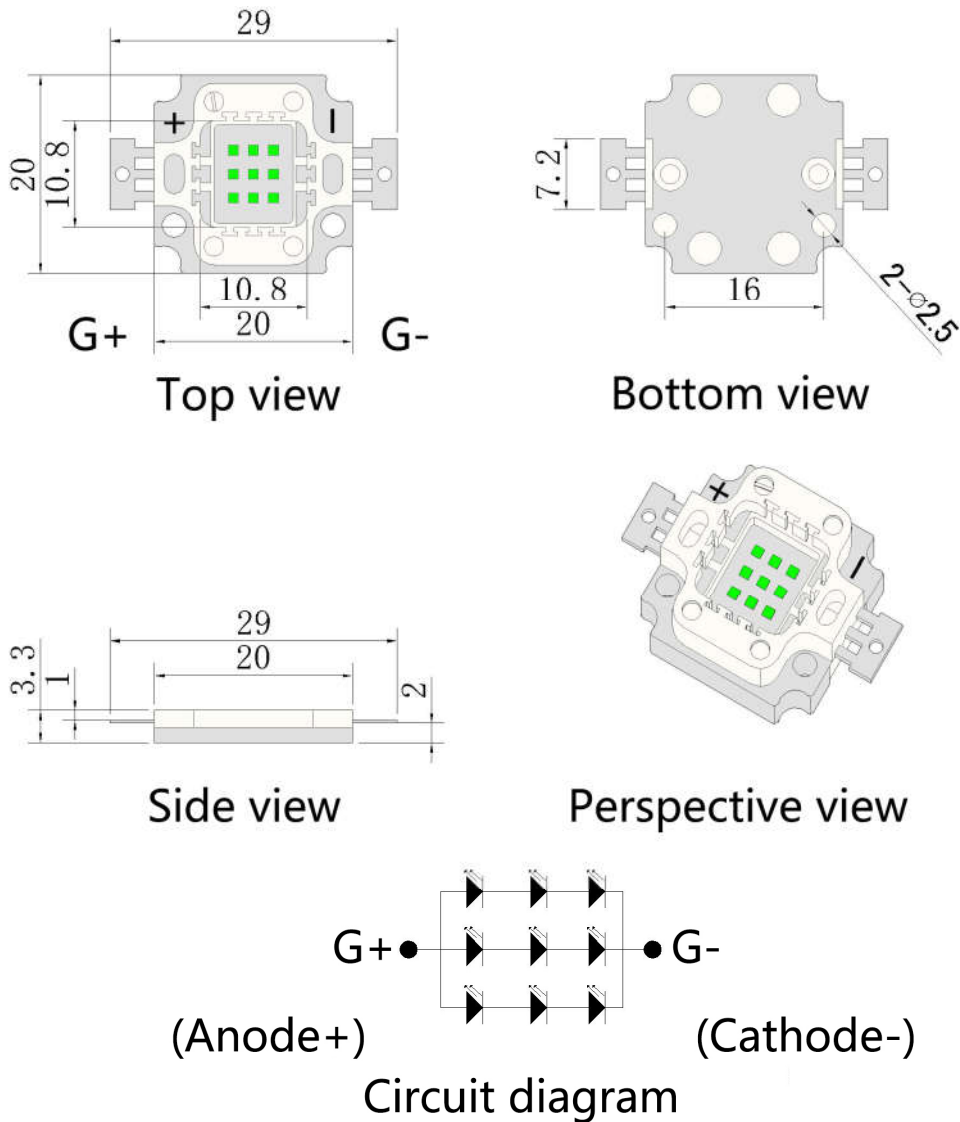 29
20
10.8
+
−
10.8
20
G+
G-
Top view
7.2
16
2-⌀2.5
Bottom view
29
20
3.3
1
2
Side view
+
−
Perspective view
G+
G-
(Anode+)
(Cathode-)
Circuit diagram